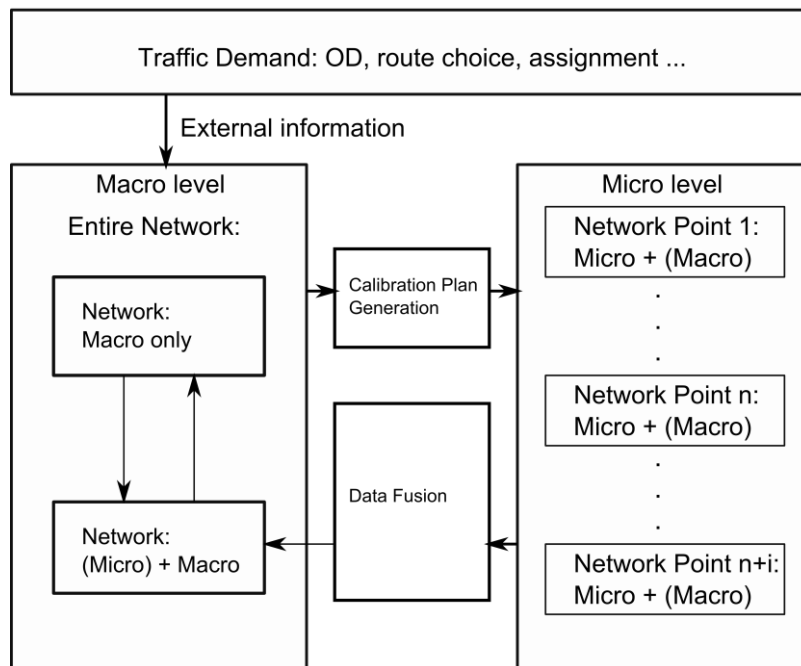 Traffic Demand: OD, route choice, assignment ...
External information
Macro level
Entire Network:
Network:
Macro only
Network:
(Micro) + Macro
Calibration Plan
Generation
Data Fusion
Micro level
Network Point 1:
Micro + (Macro)
.
.
.
Network Point n:
Micro + (Macro)
.
.
.
Network Point n+i:
Micro + (Macro)